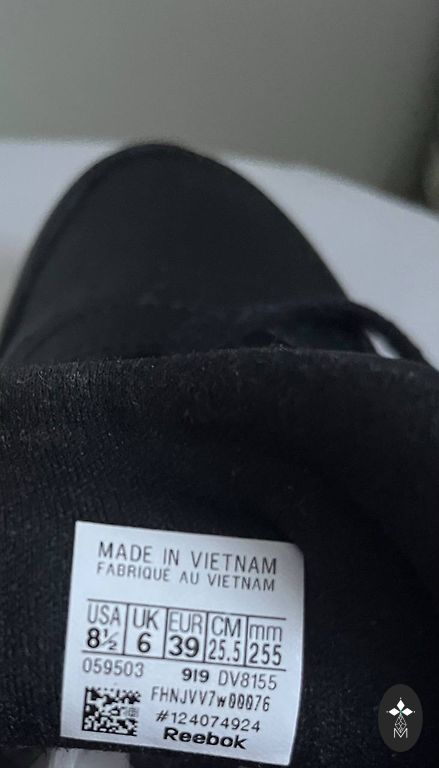 MADE IN VIETNAM
FABRIQUÉ AU VIETNAM
USA UK EUR CM mm
8½ 6 39 25.5 255
059503 919 DV8155
FHNJVV7W00076
#124074924
Reebok
M